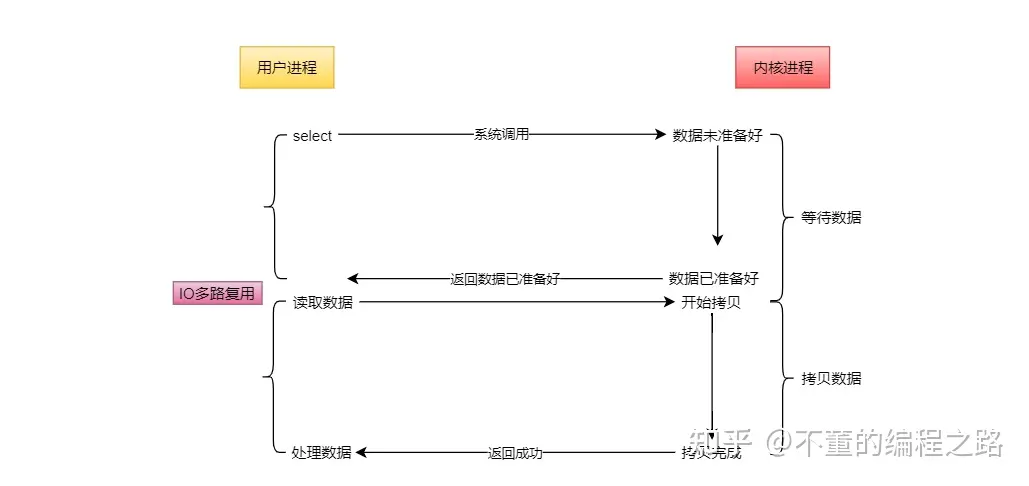 用户进程
内核进程
select
系统调用
数据未准备好
等待数据
返回数据已准备好
数据已准备好
IO多路复用
读取数据
开始拷贝
拷贝数据
处理数据
返回成功
拷贝完成
知乎 @不董的编程之路